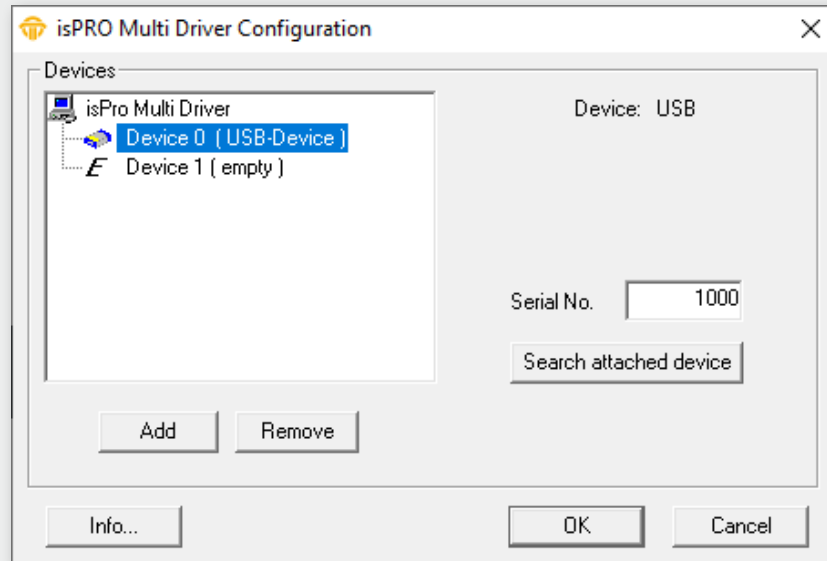 isPRO Multi Driver Configuration
Devices
isPro Multi Driver
Device 0 ( USB-Device )
Device 1 ( empty )
Device: USB
Serial No. 1000
Search attached device
Add Remove
Info... OK Cancel